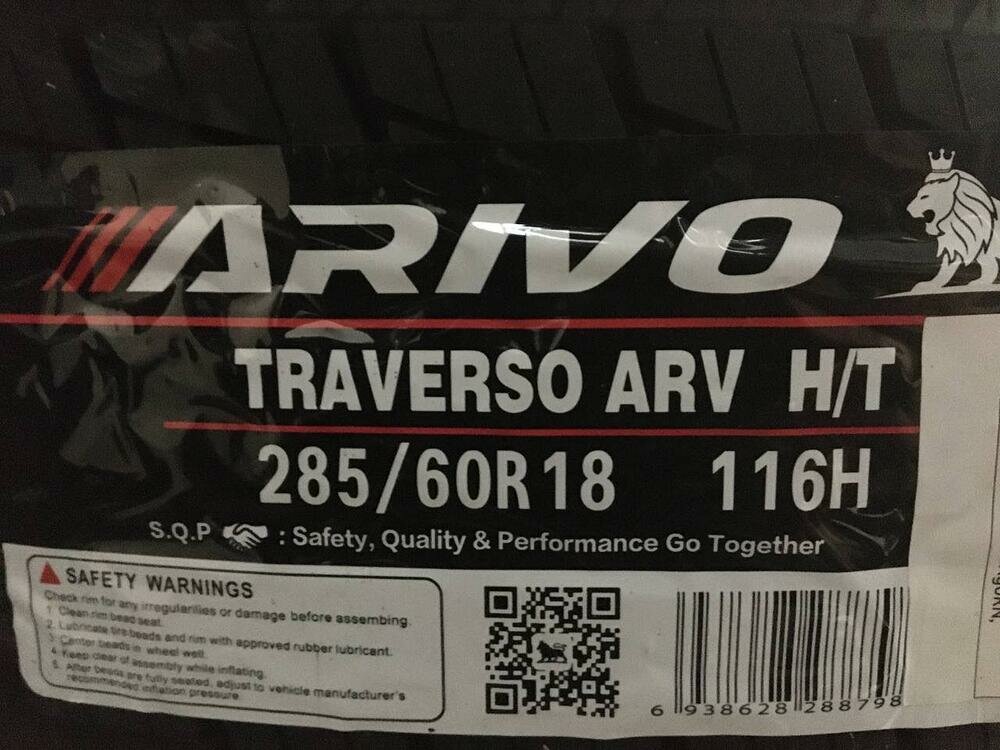 ARIVO
TRAVERSO ARV H/T
285/60R18 116H
S.Q.P : Safety, Quality & Performance Go Together
SAFETY WARNINGS
Check rim for any irregularities or damage before assembling.
1. Clean rim bead seat.
2. Lubricate tire beads and rim with approved rubber lubricant.
3. Center beads in wheel well.
4. Keep clear of assembly while inflating.
5. After beads are fully seated, adjust to vehicle manufacturer's
recommended inflation pressure.
6 938628 288798